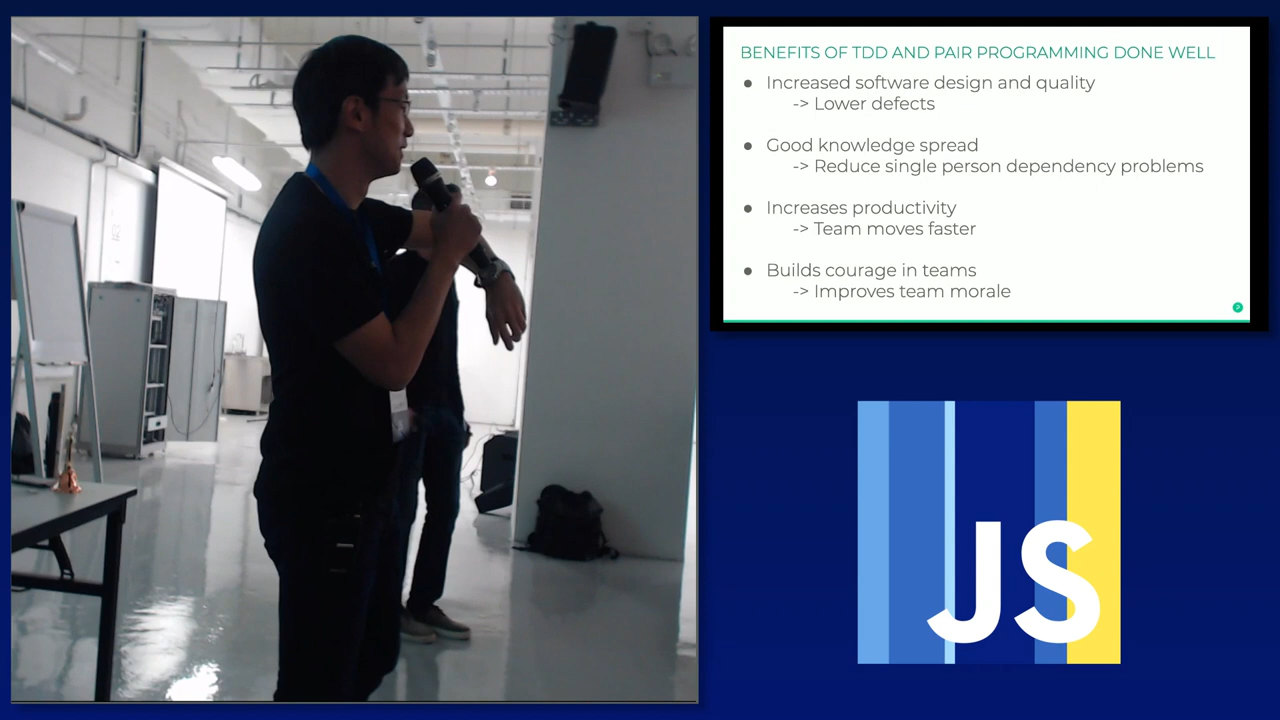 BENEFITS OF TDD AND PAIR PROGRAMMING DONE WELL
● Increased software design and quality
-> Lower defects
● Good knowledge spread
-> Reduce single person dependency problems
● Increases productivity
-> Team moves faster
● Builds courage in teams
-> Improves team morale
JS